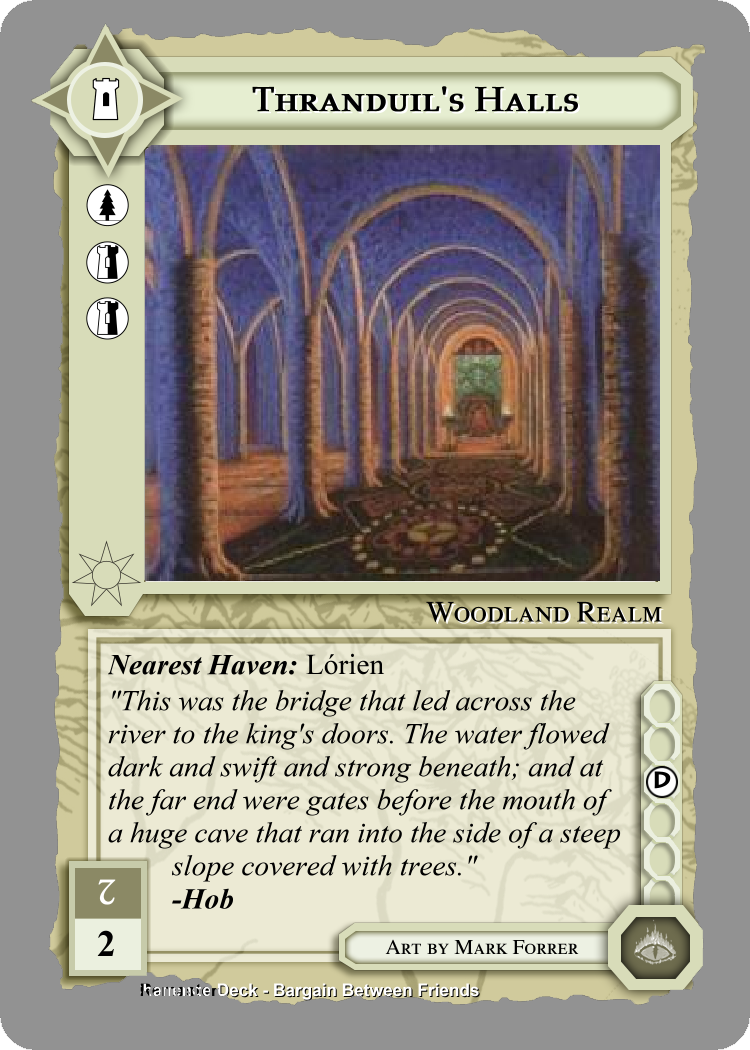 Thranduil's Halls
Woodland Realm
Nearest Haven: Lórien
"This was the bridge that led across the
river to the king's doors. The water flowed
dark and swift and strong beneath; and at
the far end were gates before the mouth of
a huge cave that ran into the side of a steep
slope covered with trees."
-Hob
D
2
2
Art by Mark Forrer
Deck - Bargain Between Friends